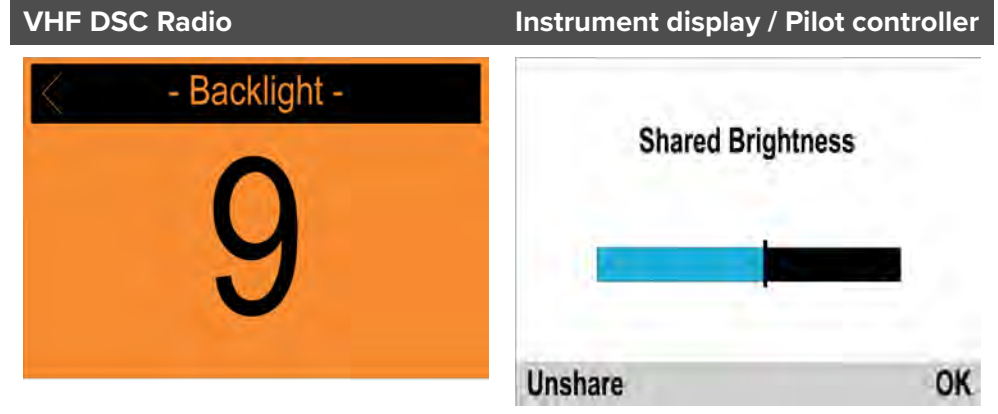 VHF DSC Radio
Instrument display / Pilot controller
- Backlight -
9
Shared Brightness
Unshare OK